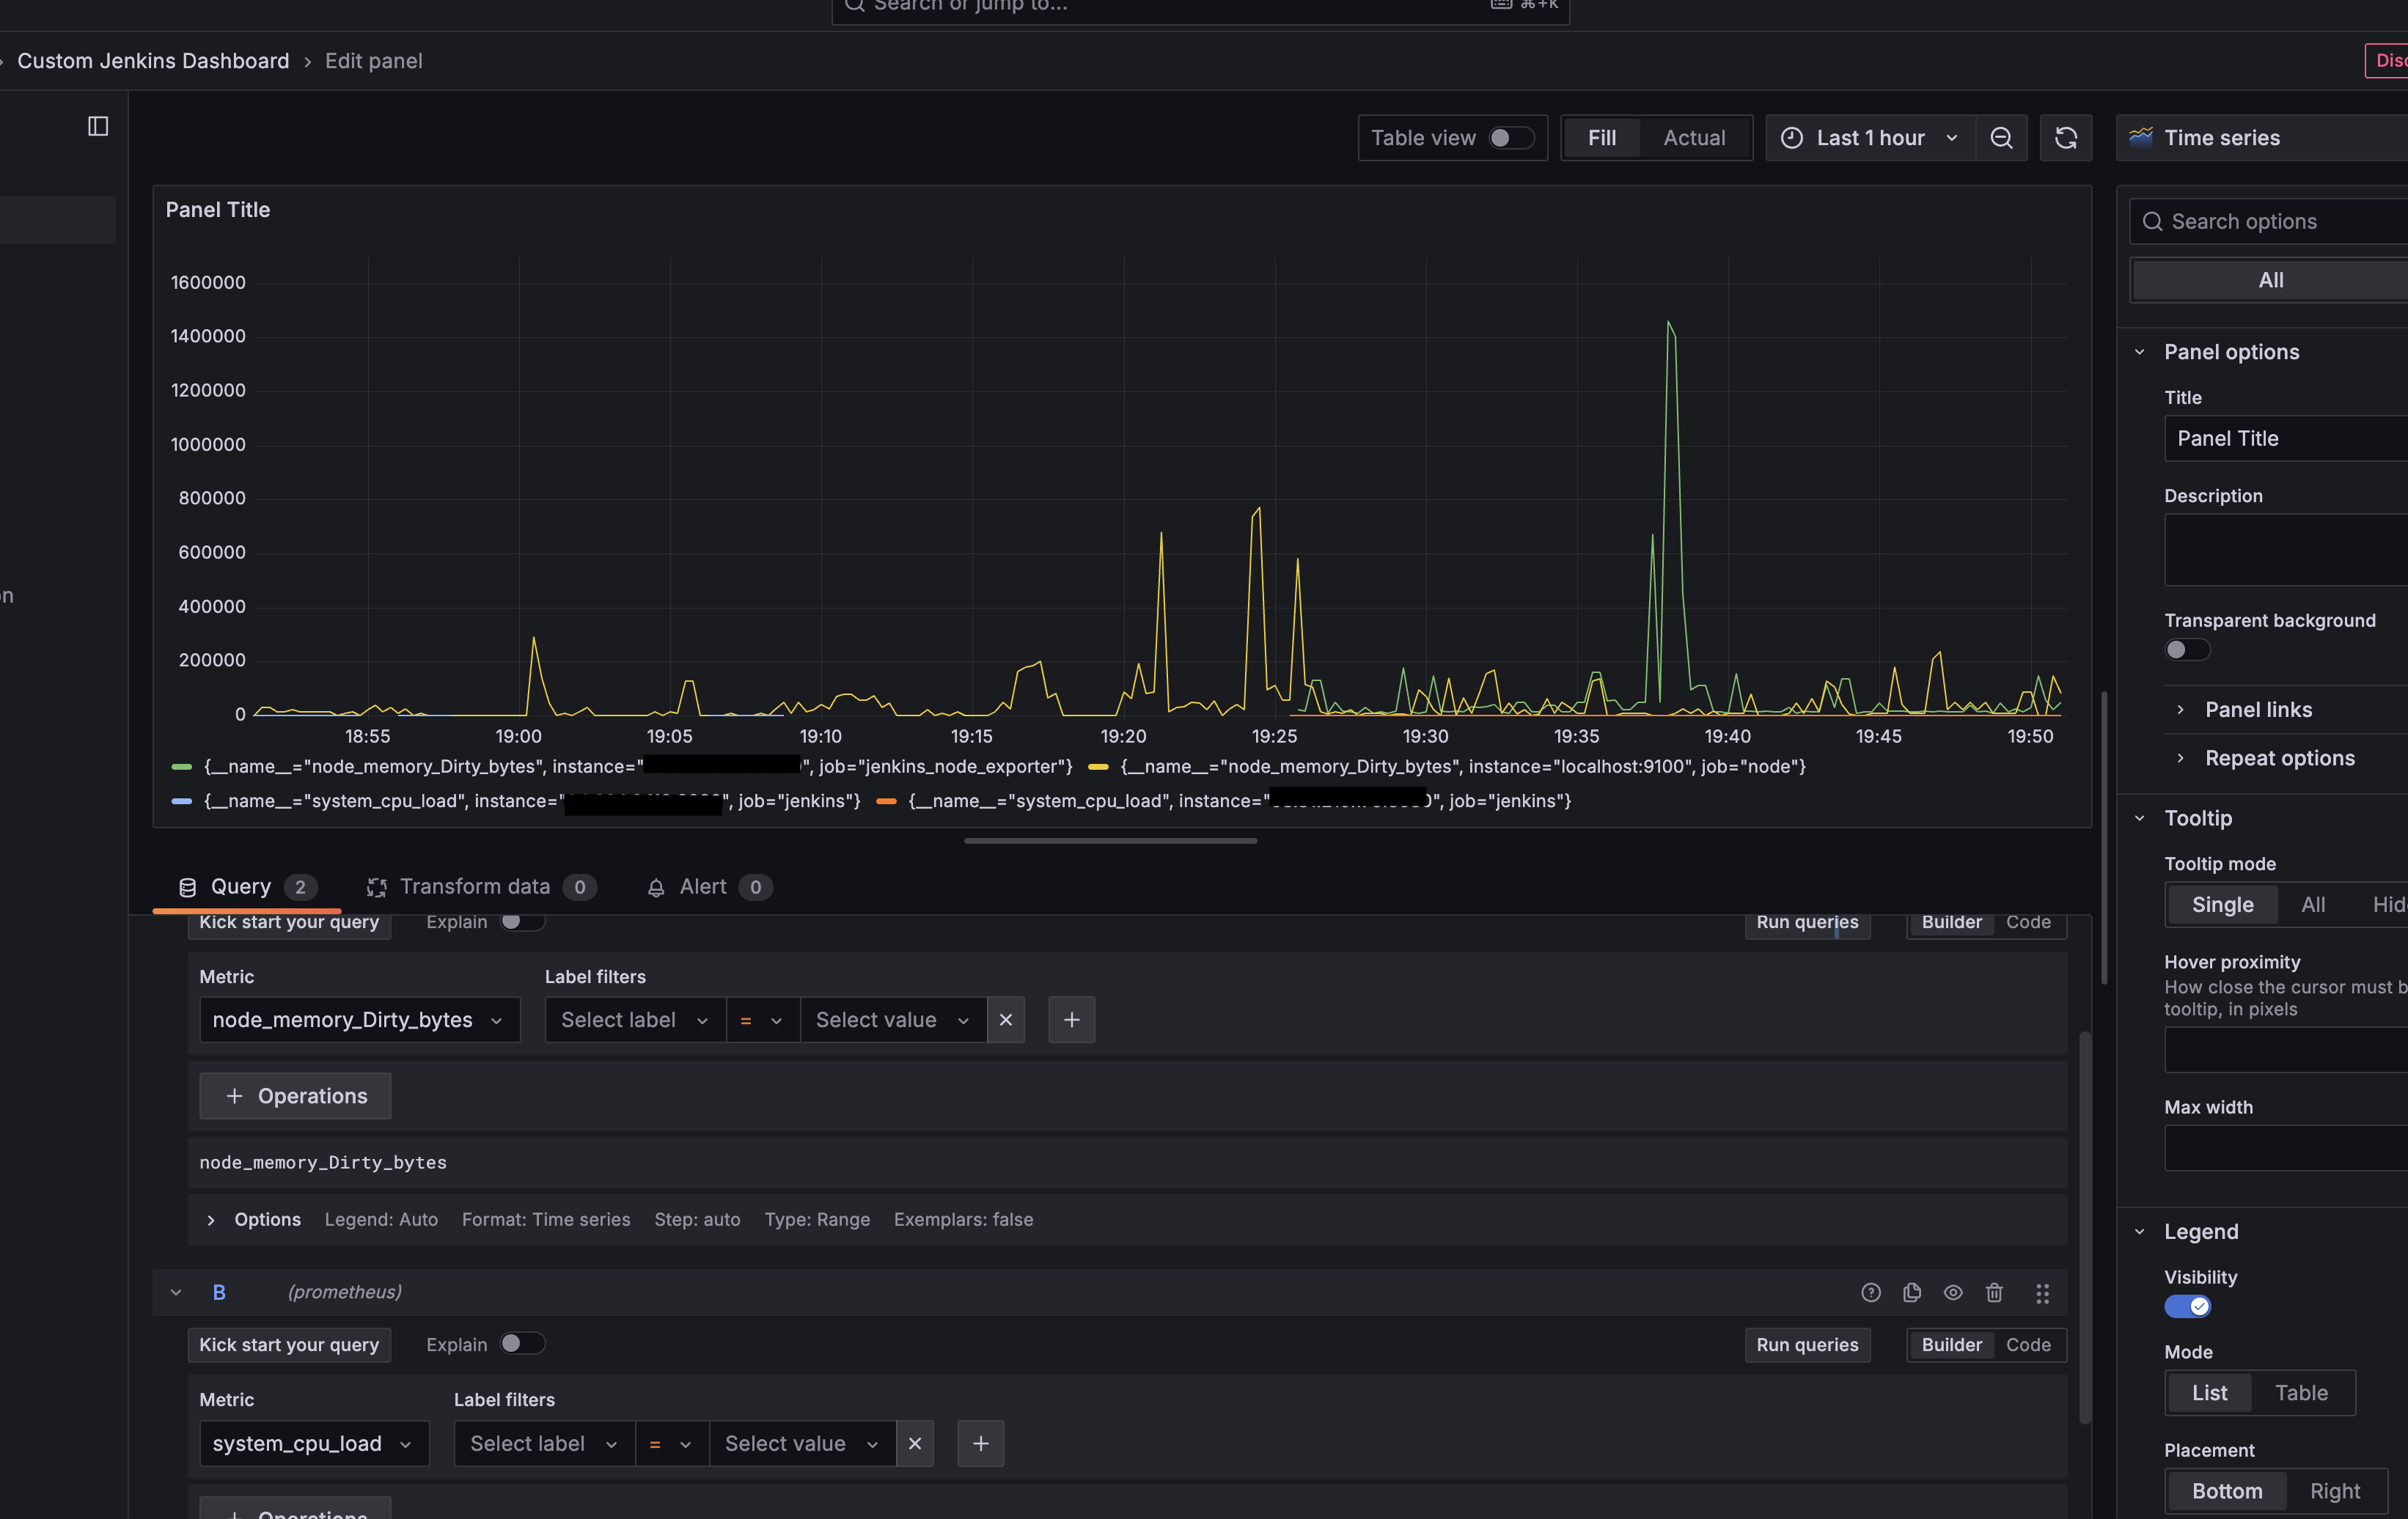 Search or jump to... ⌘+K
Custom Jenkins Dashboard › Edit panel
Table view Fill Actual Last 1 hour Time series
Panel Title
Search options
All
1600000
1400000
1200000
1000000
800000
600000
400000
200000
0
18:55 19:00 19:05 19:10 19:15 19:20 19:25 19:30 19:35 19:40 19:45 19:50
{__name__="node_memory_Dirty_bytes", instance=" ", job="jenkins_node_exporter"} {__name__="node_memory_Dirty_bytes", instance="localhost:9100", job="node"}
{__name__="system_cpu_load", instance=" ", job="jenkins"} {__name__="system_cpu_load", instance=" ", job="jenkins"}
Panel options
Title
Panel Title
Description
Transparent background
Panel links
Repeat options
Tooltip
Tooltip mode
Single All
Hover proximity
How close the cursor must
tooltip, in pixels
Max width
Legend
Visibility
Mode
List Table
Placement
Bottom Right
Query 2 Transform data 0 Alert 0
Kick start your query Explain Run queries Builder Code
Metric Label filters
node_memory_Dirty_bytes Select label = Select value
+ Operations
node_memory_Dirty_bytes
Options Legend: Auto Format: Time series Step: auto Type: Range Exemplars: false
B (prometheus)
Kick start your query Explain Run queries Builder Code
Metric Label filters
system_cpu_load Select label = Select value
+ Operations